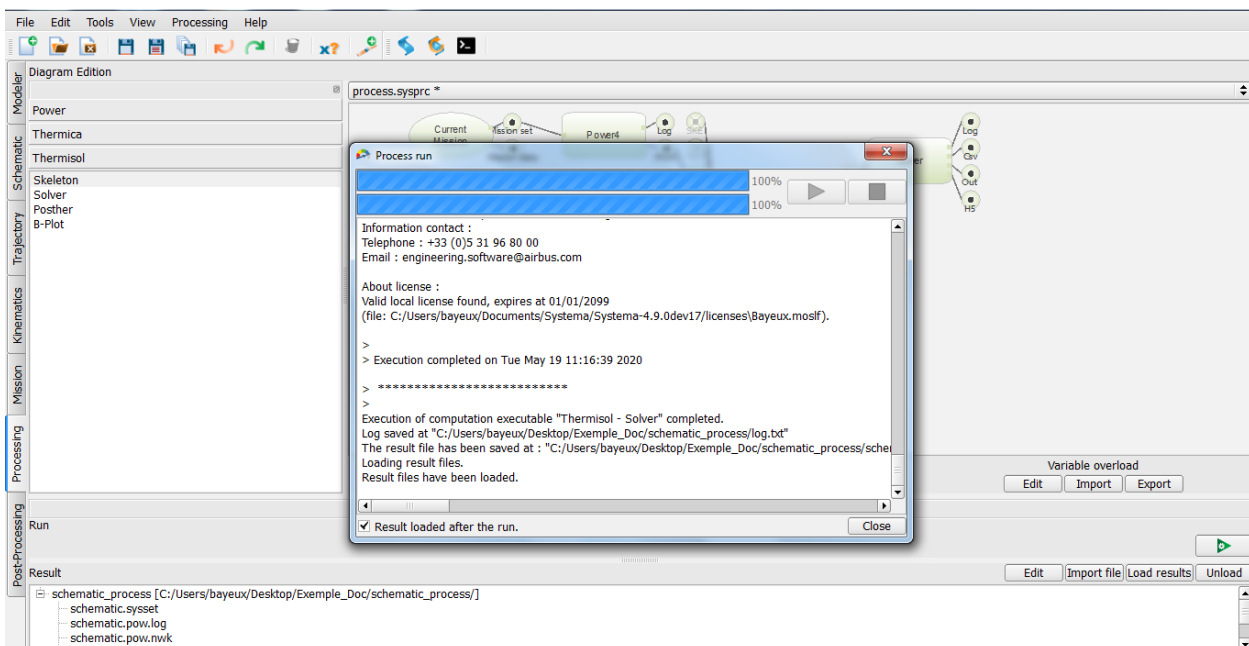 File Edit Tools View Processing Help
Diagram Edition
process.sysprc *
Modeler
Schematic
Trajectory
Kinematics
Mission
Processing
Post-Processing
Power
Thermica
Thermisol
Skeleton
Solver
Posther
B-Plot
Current
Mission
Power4
Log
Log
Csv
Out
H5
Process run
100%
100%
Information contact :
Telephone : +33 (0)5 31 96 80 00
Email : engineering.software@airbus.com
About license :
Valid local license found, expires at 01/01/2099
(file: C:/Users/bayeux/Documents/Systema/Systema-4.9.0dev17/licenses\Bayeux.moslf).
>
> Execution completed on Tue May 19 11:16:39 2020
> **************************
>
Execution of computation executable "Thermisol - Solver" completed.
Log saved at "C:/Users/bayeux/Desktop/Exemple_Doc/schematic_process/log.txt"
The result file has been saved at : "C:/Users/bayeux/Desktop/Exemple_Doc/schematic_process/scher
Loading result files.
Result files have been loaded.
Result loaded after the run.
Close
Variable overload
Edit Import Export
Run
Result
Edit Import file Load results Unload
schematic_process [C:/Users/bayeux/Desktop/Exemple_Doc/schematic_process/]
schematic.sysset
schematic.pow.log
schematic.pow.nwk